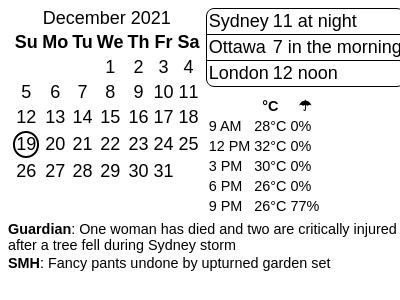 December 2021
Su Mo Tu We Th Fr Sa
1 2 3 4
5 6 7 8 9 10 11
12 13 14 15 16 17 18
19 20 21 22 23 24 25
26 27 28 29 30 31
Sydney 11 at night
Ottawa 7 in the morning
London 12 noon
°C ☂
9 AM 28°C 0%
12 PM 32°C 0%
3 PM 30°C 0%
6 PM 26°C 0%
9 PM 26°C 77%
Guardian: One woman has died and two are critically injured
after a tree fell during Sydney storm
SMH: Fancy pants undone by upturned garden set